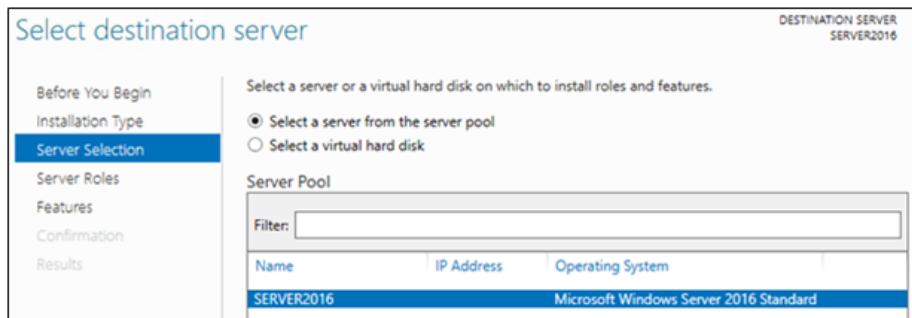 Select destination server
DESTINATION SERVER
SERVER2016
Before You Begin
Installation Type
Server Selection
Server Roles
Features
Confirmation
Results
Select a server or a virtual hard disk on which to install roles and features.
Select a server from the server pool
Select a virtual hard disk
Server Pool
Filter:
Name IP Address Operating System
SERVER2016 Microsoft Windows Server 2016 Standard